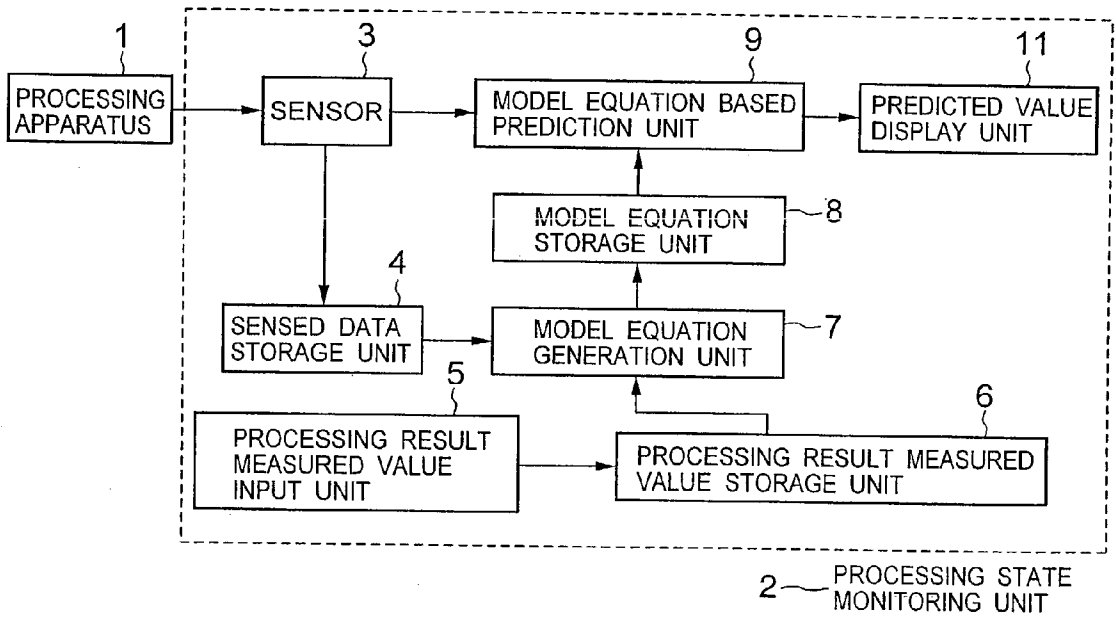 1
PROCESSING
APPARATUS
3
SENSOR
9
MODEL EQUATION BASED
PREDICTION UNIT
11
PREDICTED VALUE
DISPLAY UNIT
MODEL EQUATION
STORAGE UNIT
8
4
SENSED DATA
STORAGE UNIT
MODEL EQUATION
GENERATION UNIT
7
5
PROCESSING RESULT
MEASURED VALUE
INPUT UNIT
6
PROCESSING RESULT MEASURED
VALUE STORAGE UNIT
2
PROCESSING STATE
MONITORING UNIT